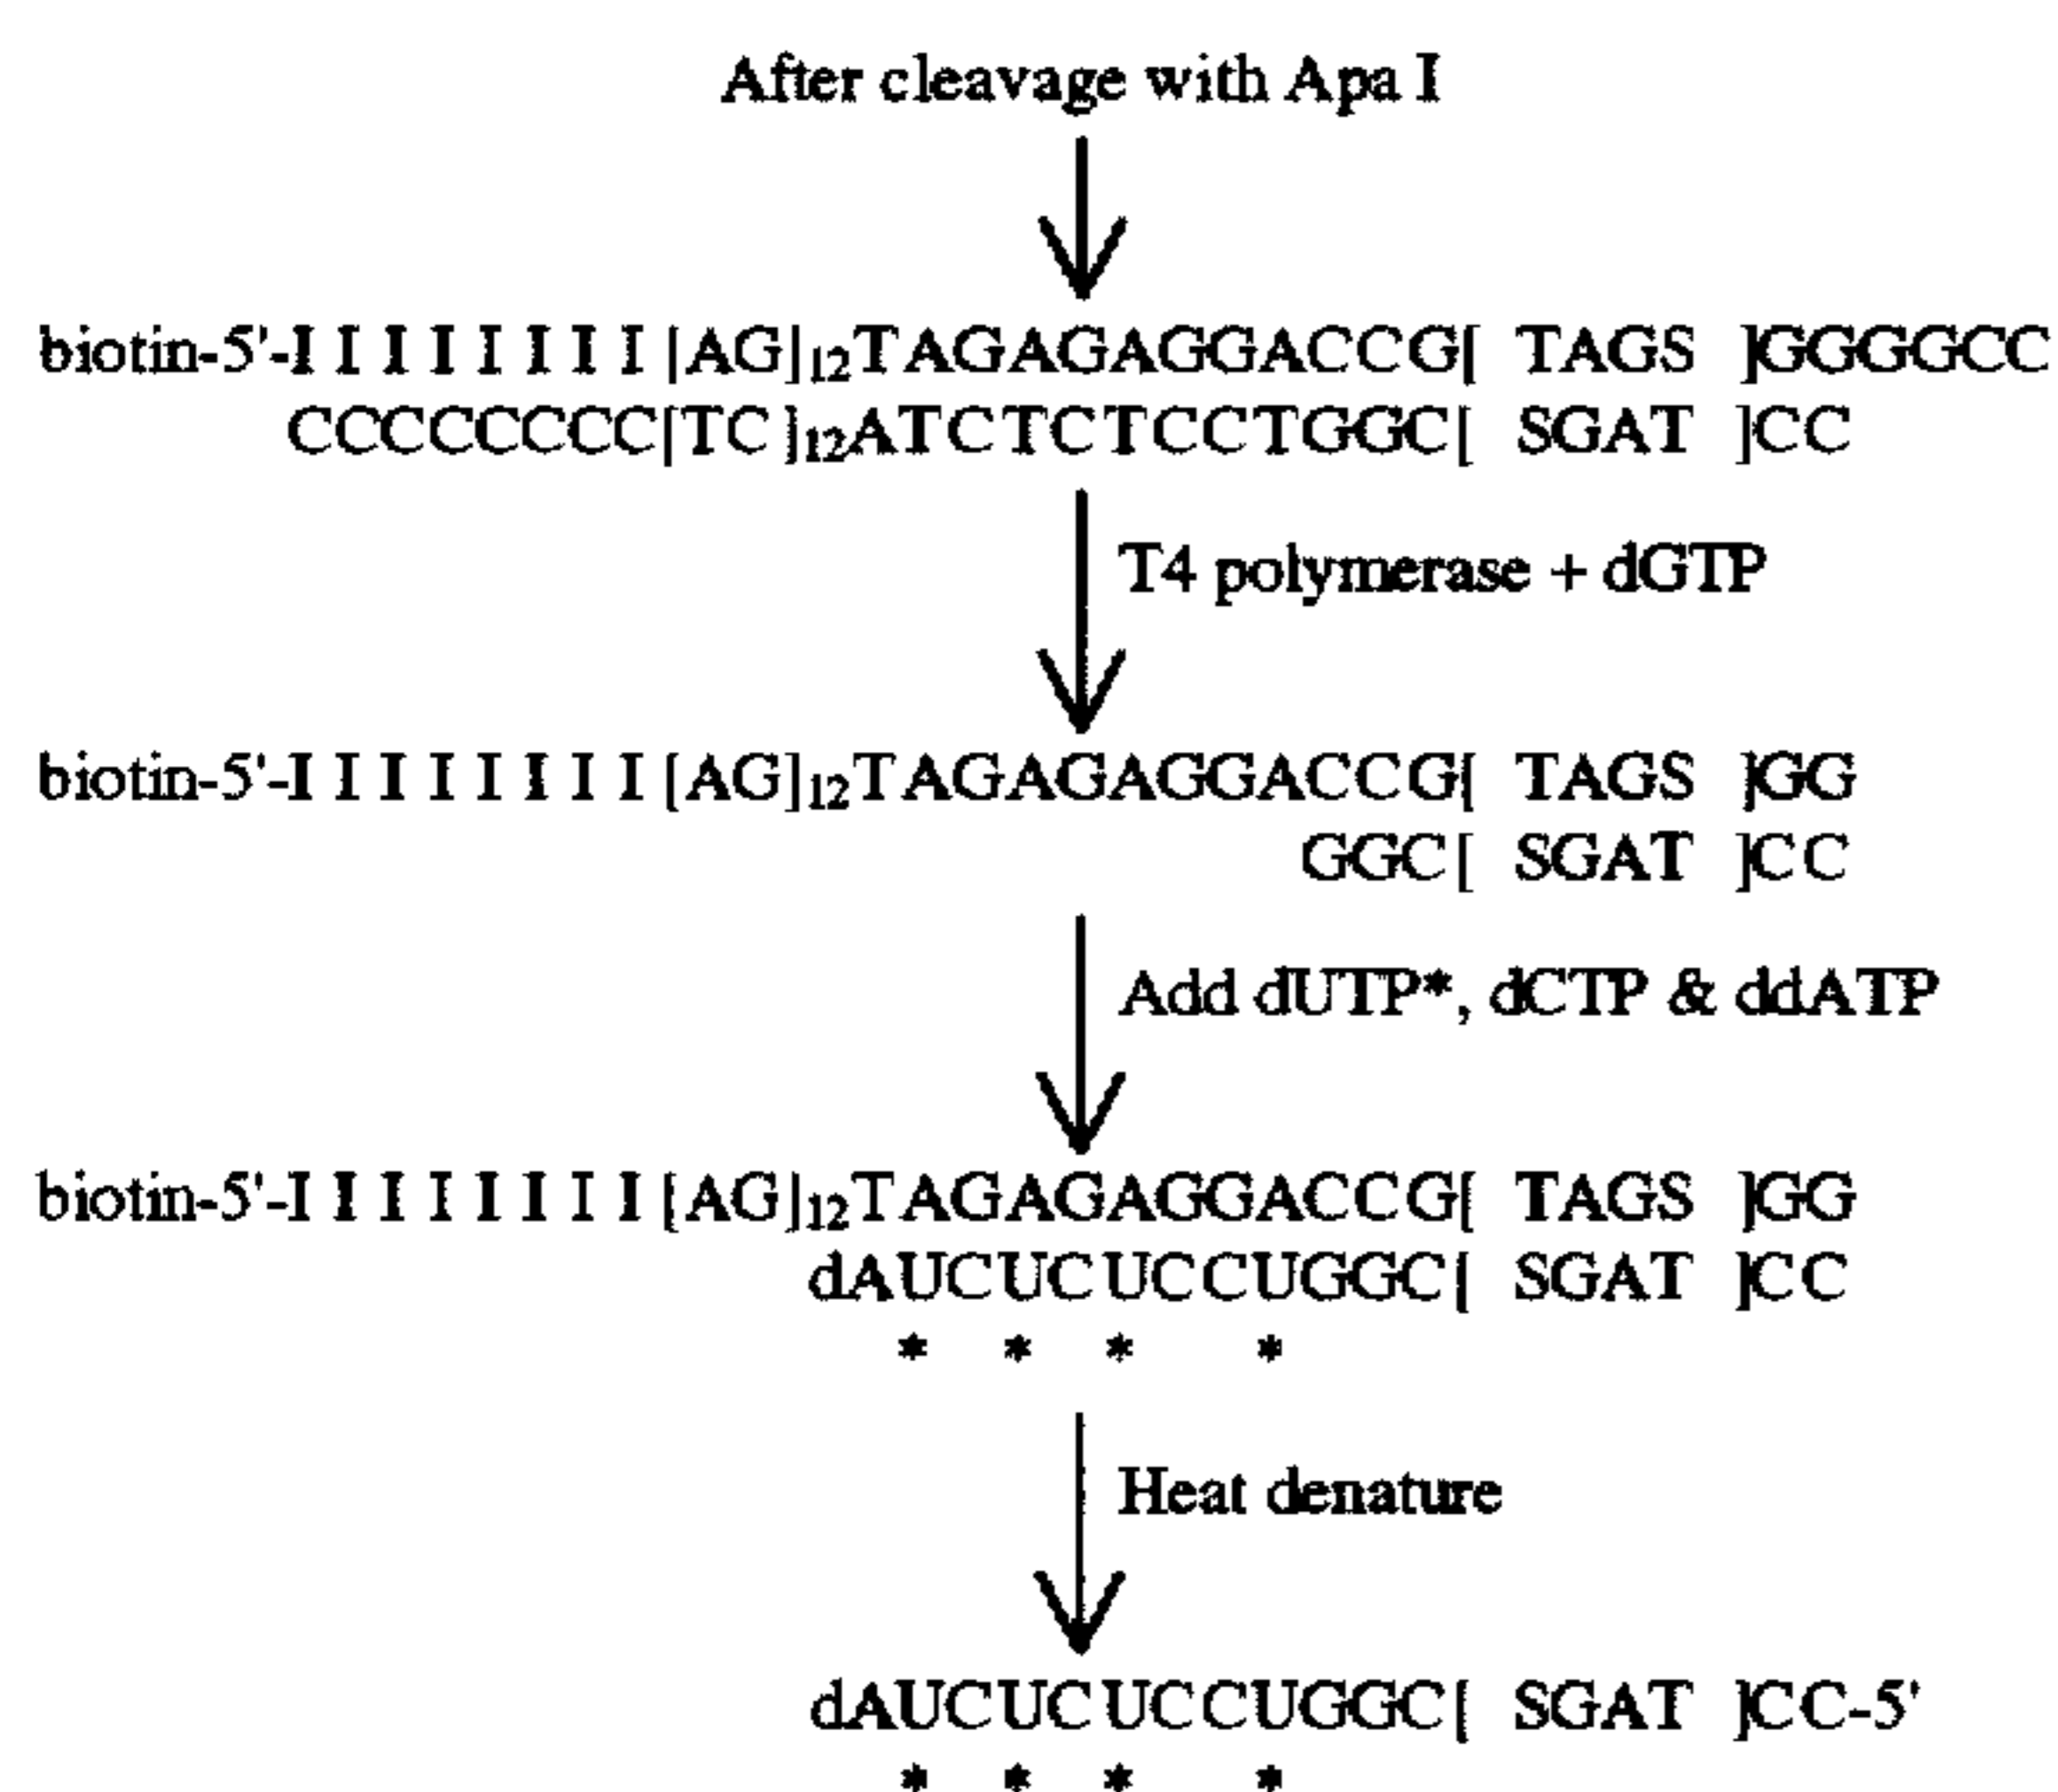 After cleavage with Apa I
biotin-5'-I I I I I I I I [AG]12TAGAGAGGACCG[ TAGS ]GGGGCC
CCCCCCCC[TC ]12ATCTCTCCTGGC[ SGAT ]CC
T4 polymerase + dGTP
biotin-5'-I I I I I I I I [AG]12TAGAGAGGACCG[ TAGS ]GG
GGC[ SGAT ]CC
Add dUTP*, dCTP & ddATP
biotin-5'-I I I I I I I I [AG]12TAGAGAGGACCG[ TAGS ]GG
dAUCUCUCCUGGC[ SGAT ]CC
* * * *
Heat denature
dAUCUCUCCUGGC[ SGAT ]CC-5'
* * * *